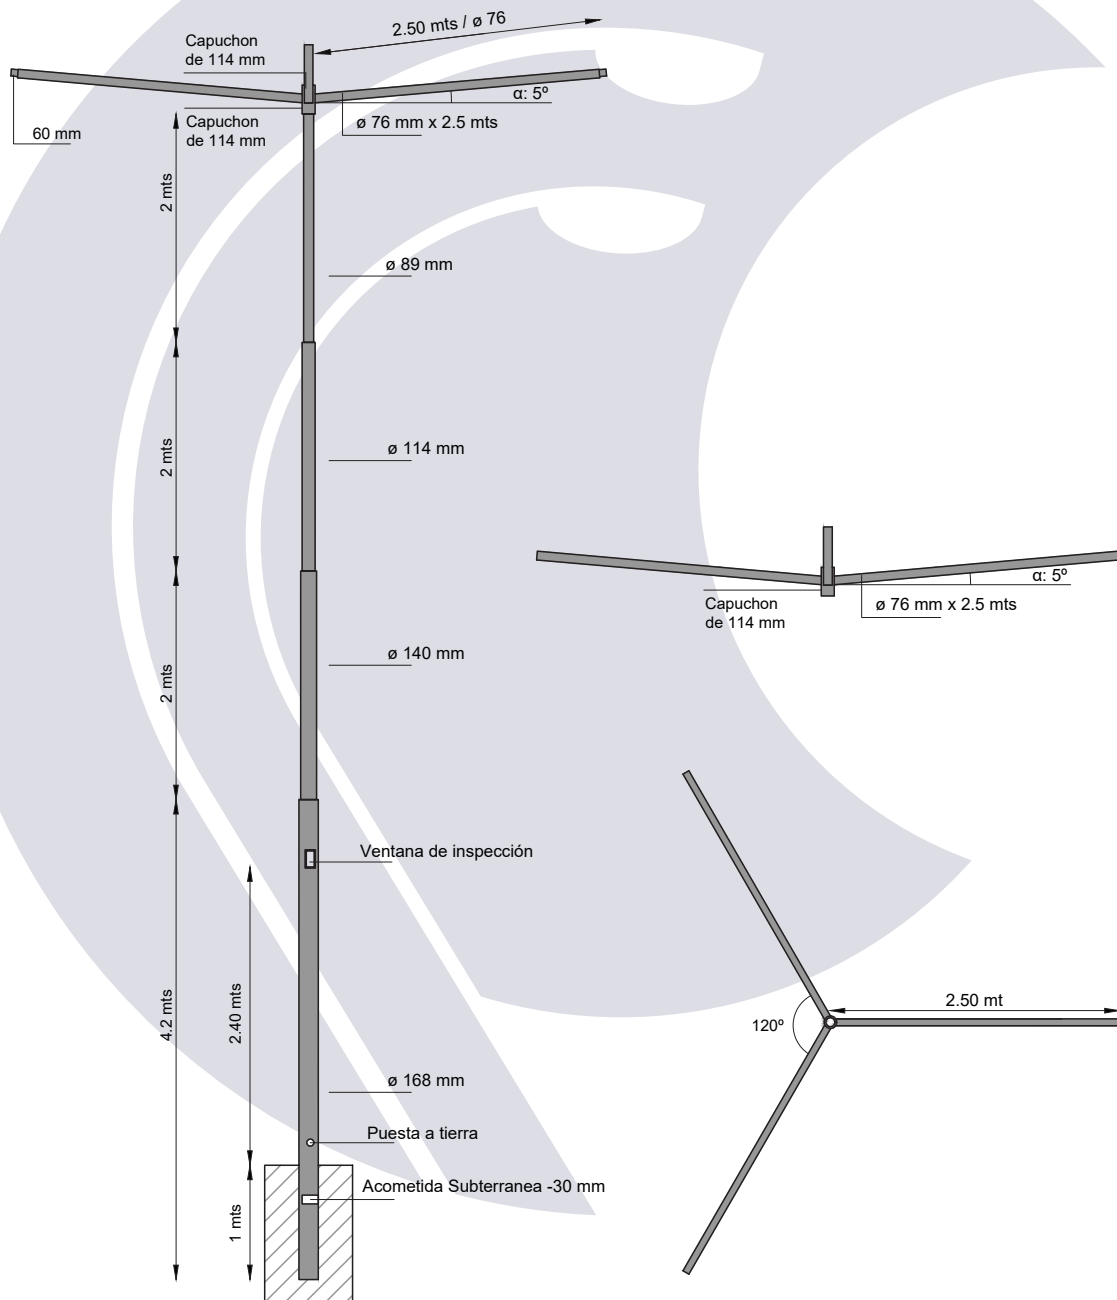 2.50 mts / ø 76
Capuchon
de 114 mm
α: 5º
Capuchon
de 114 mm
ø 76 mm x 2.5 mts
60 mm
2 mts
ø 89 mm
2 mts
ø 114 mm
α: 5º
Capuchon
de 114 mm
ø 76 mm x 2.5 mts
2 mts
ø 140 mm
Ventana de inspección
4.2 mts
2.40 mts
2.50 mt
120º
ø 168 mm
Puesta a tierra
Acometida Subterranea -30 mm
1 mts